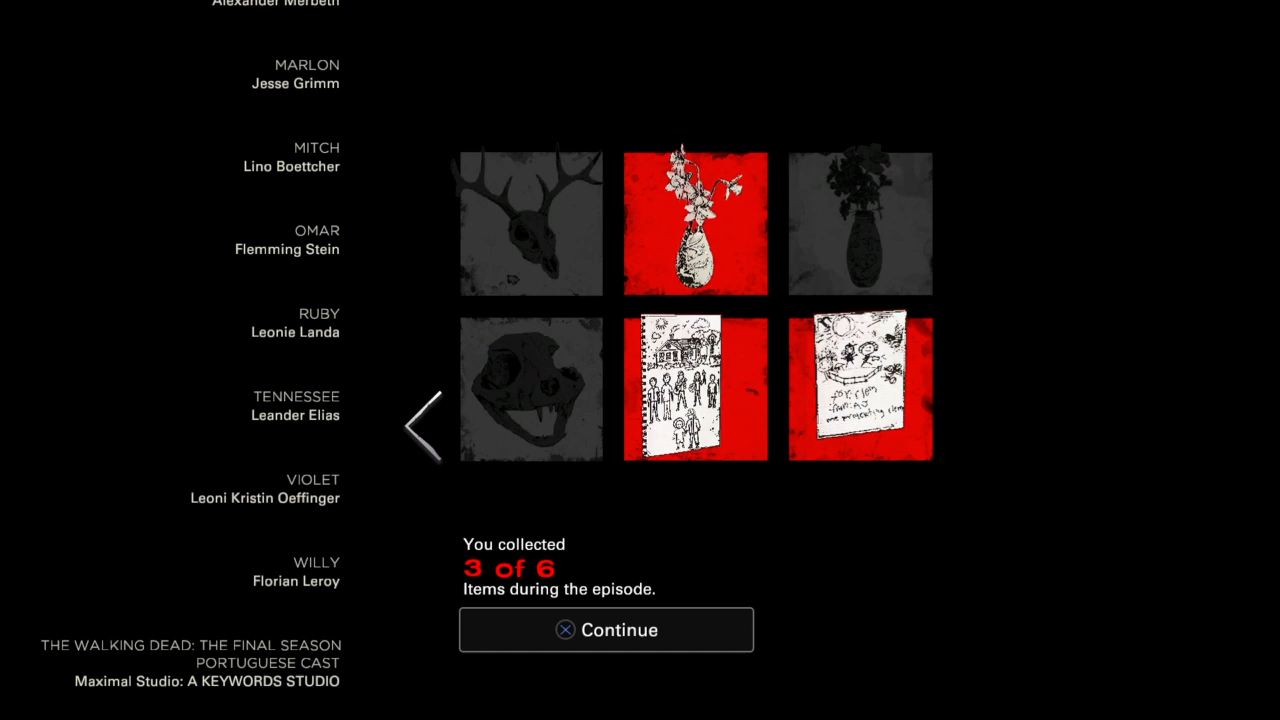 Alexander Merbeth
MARLON
Jesse Grimm
MITCH
Lino Boettcher
OMAR
Flemming Stein
RUBY
Leonie Landa
TENNESSEE
Leander Elias
VIOLET
Leoni Kristin Oeffinger
WILLY
Florian Leroy
THE WALKING DEAD: THE FINAL SEASON
PORTUGUESE CAST
Maximal Studio: A KEYWORDS STUDIO
You collected
3 of 6
Items during the episode.
Continue